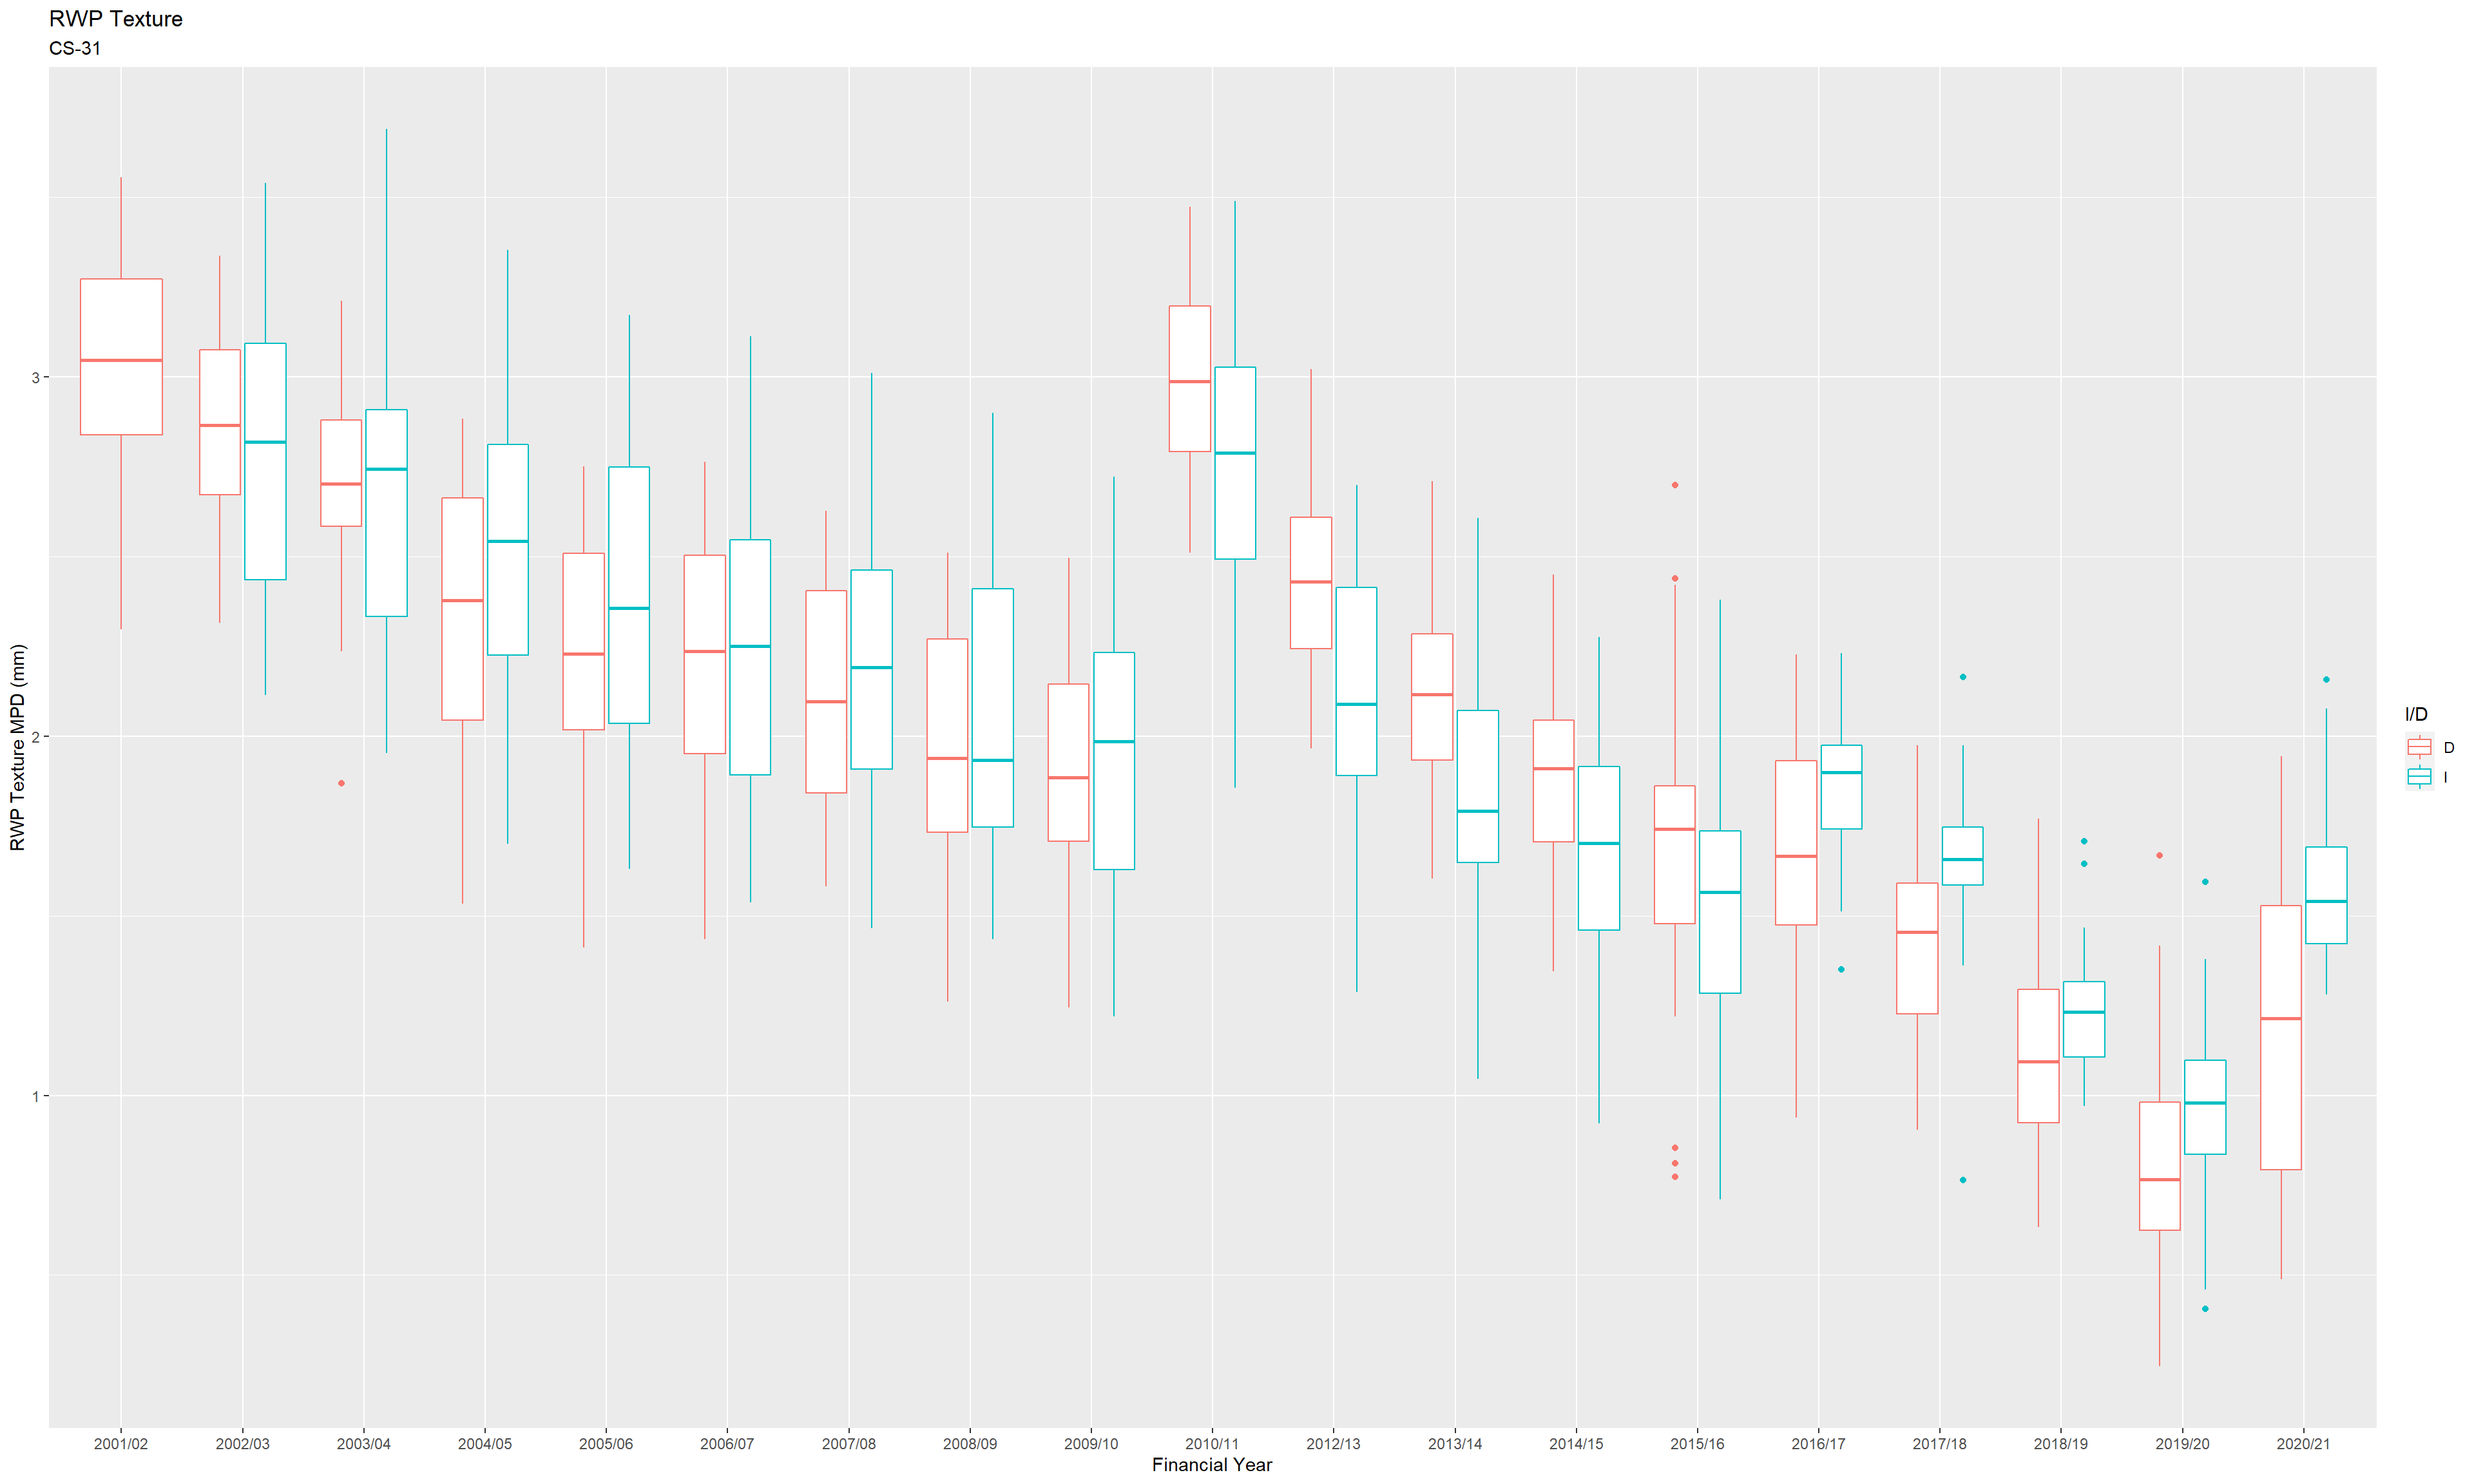 RWP Texture
CS-31
RWP Texture MPD (mm)
3
2
1
2001/02 2002/03 2003/04 2004/05 2005/06 2006/07 2007/08 2008/09 2009/10 2010/11 2012/13 2013/14 2014/15 2015/16 2016/17 2017/18 2018/19 2019/20 2020/21
Financial Year
I/D
D
I